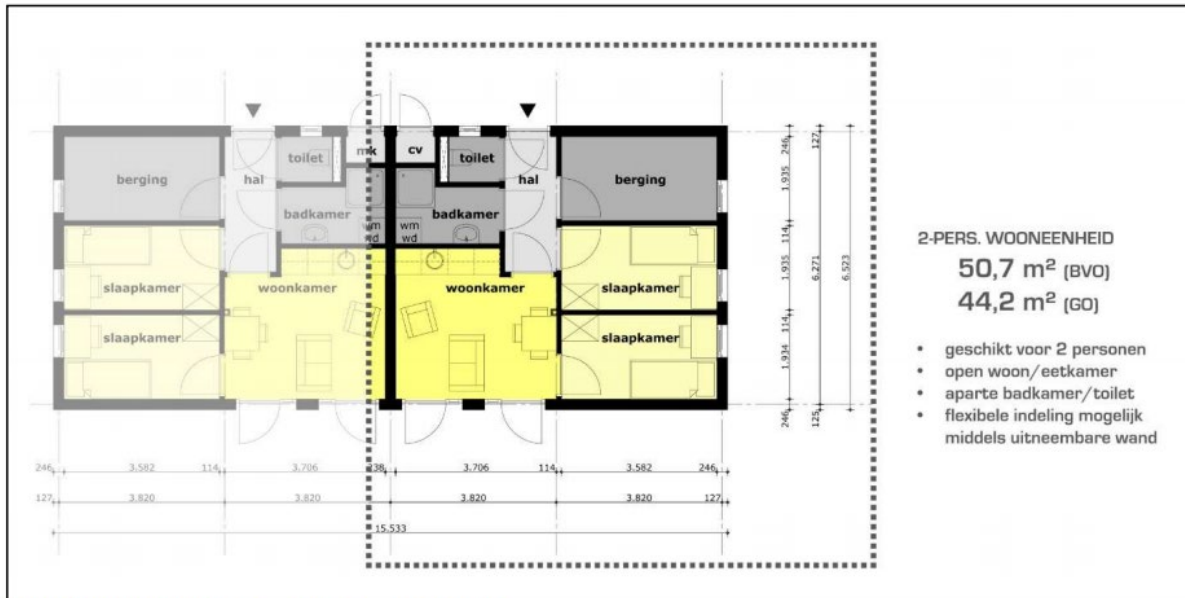 toilet
mk
cv
toilet
berging
hal
hal
berging
badkamer
badkamer
wm
wd
wm
wd
slaapkamer
woonkamer
woonkamer
slaapkamer
slaapkamer
slaapkamer
246
1.935
114
1.935
114
1.934
246
127
6.271
125
6.523
246
3.582
114
3.706
238
3.706
114
3.582
246
127
3.820
3.820
3.820
3.820
127
15.533
2-PERS. WOONEENHEID
50,7 m² (BVO)
44,2 m² (GO)
• geschikt voor 2 personen
• open woon/eetkamer
• aparte badkamer/toilet
• flexibele indeling mogelijk
middels uitneembare wand